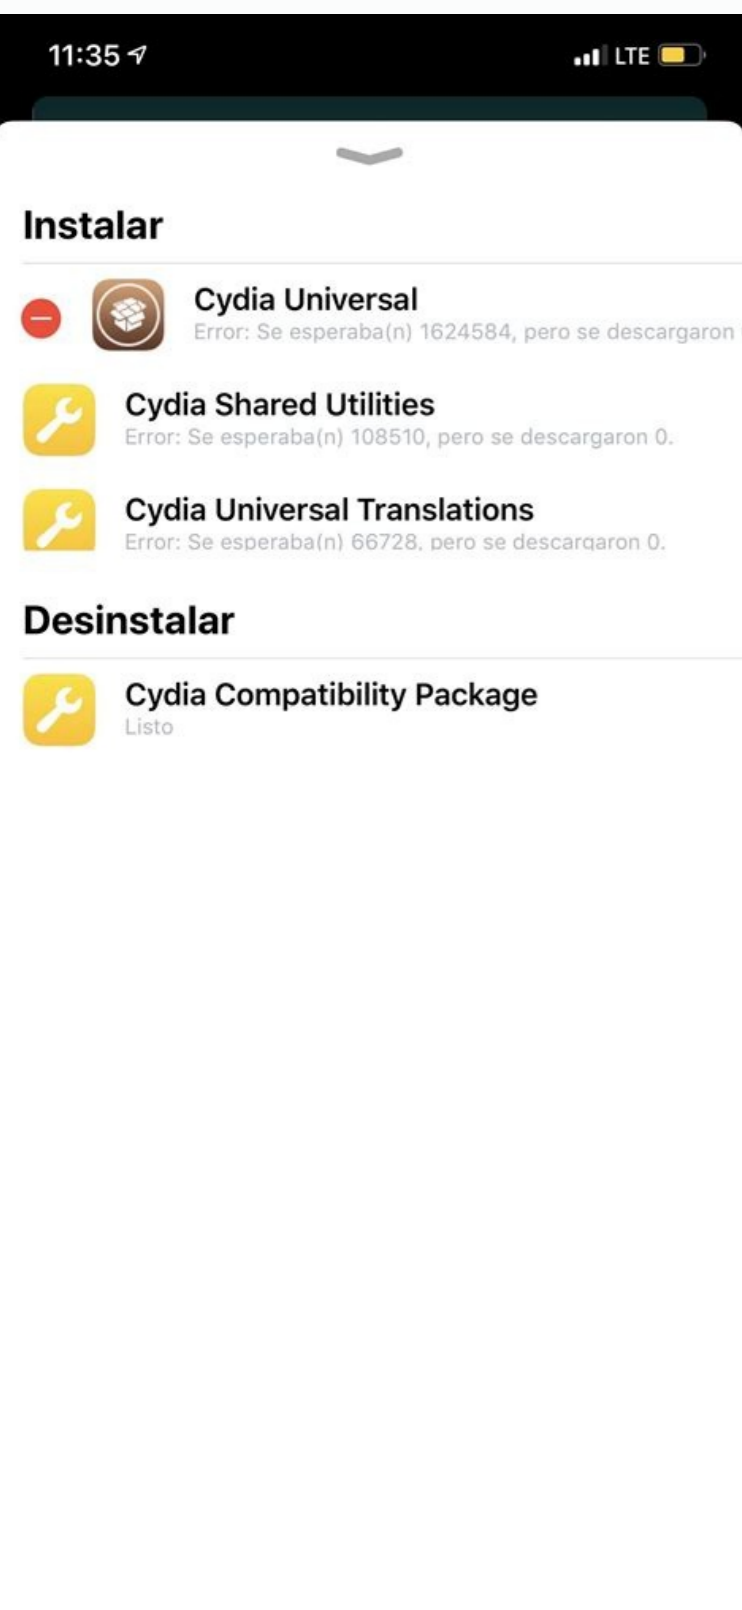 11:35
LTE
Instalar
Cydia Universal
Error: Se esperaba(n) 1624584, pero se descargaron
Cydia Shared Utilities
Error: Se esperaba(n) 108510, pero se descargaron 0.
Cydia Universal Translations
Error: Se esperaba(n) 66728, pero se descargaron 0.
Desinstalar
Cydia Compatibility Package
Listo